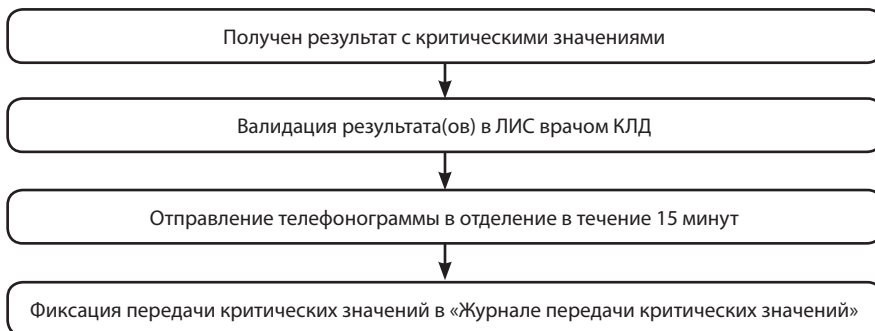 Получен результат с критическими значениями
Валидация результата(ов) в ЛИС врачом КЛД
Отправление телефонограммы в отделение в течение 15 минут
Фиксация передачи критических значений в «Журнале передачи критических значений»